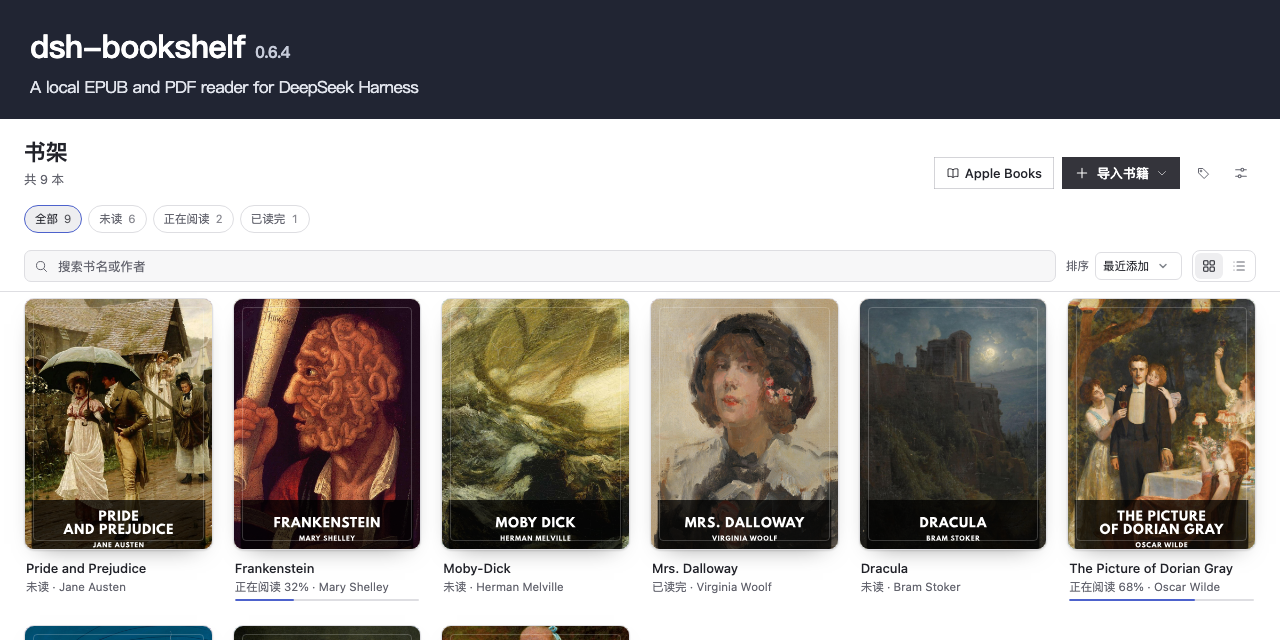 dsh-bookshelf 0.6.4
A local EPUB and PDF reader for DeepSeek Harness
书架
共 9 本
Apple Books
导入书籍
全部 9
未读 6
正在阅读 2
已读完 1
搜索书名或作者
排序
最近添加
PRIDE
AND PREJUDICE
JANE AUSTEN
FRANKENSTEIN
MARY SHELLEY
MOBY DICK
HERMAN MELVILLE
MRS. DALLOWAY
VIRGINIA WOOLF
DRACULA
BRAM STOKER
THE PICTURE
OF DORIAN GRAY
OSCAR WILDE
Pride and Prejudice
未读 · Jane Austen
Frankenstein
正在阅读 32% · Mary Shelley
Moby-Dick
未读 · Herman Melville
Mrs. Dalloway
已读完 · Virginia Woolf
Dracula
未读 · Bram Stoker
The Picture of Dorian Gray
正在阅读 68% · Oscar Wilde